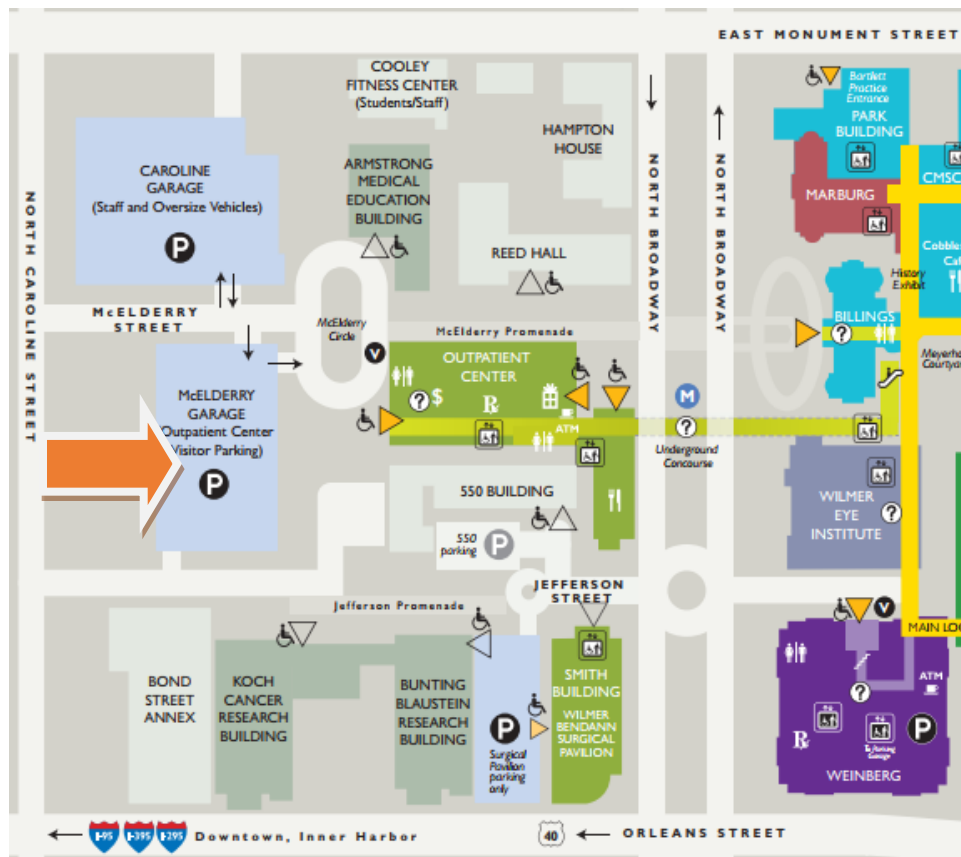 EAST MONUMENT STREET
COOLEY
FITNESS CENTER
(Students/Staff)
HAMPTON
HOUSE
Bartlett
Practice
Entrance
PARK
BUILDING
CAROLINE
GARAGE
(Staff and Oversize Vehicles)
P
ARMSTRONG
MEDICAL
EDUCATION
BUILDING
NORTH BROADWAY
NORTH BROADWAY
MARBURG
CMSC
NORTH CAROLINE STREET
REED HALL
History
Exhibit
McELDERRY
STREET
McElderry
Circle
V
McElderry Promenade
BILLINGS
?
OUTPATIENT
CENTER
? $
R
ATM
M
?
Underground
Concourse
McELDERRY
GARAGE
(Outpatient Center
Visitor Parking)
P
550 BUILDING
550
parking
P
WILMER
EYE
INSTITUTE
?
JEFFERSON
STREET
Jefferson Promenade
V
BOND
STREET
ANNEX
KOCH
CANCER
RESEARCH
BUILDING
BUNTING
BLAUSTEIN
RESEARCH
BUILDING
P
Surgical
Pavilion
parking
only
SMITH
BUILDING
WILMER
BENDANN
SURGICAL
PAVILION
ATM
?
R
P
WEINBERG
I-95 I-395 I-295 Downtown, Inner Harbor
40 ORLEANS STREET